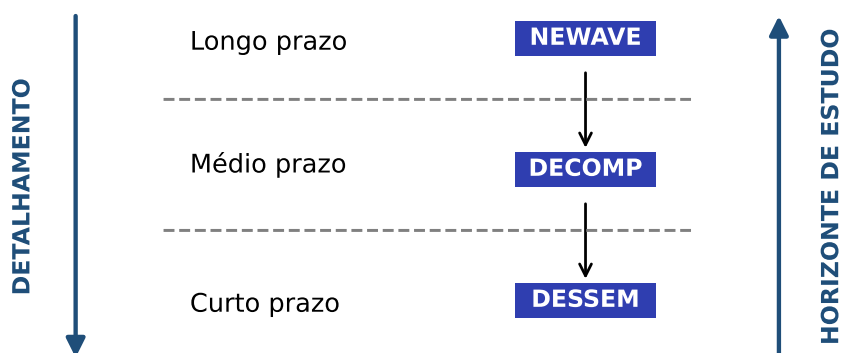 DETALHAMENTO
Longo prazo
NEWAVE
Médio prazo
DECOMP
Curto prazo
DESSEM
HORIZONTE DE ESTUDO